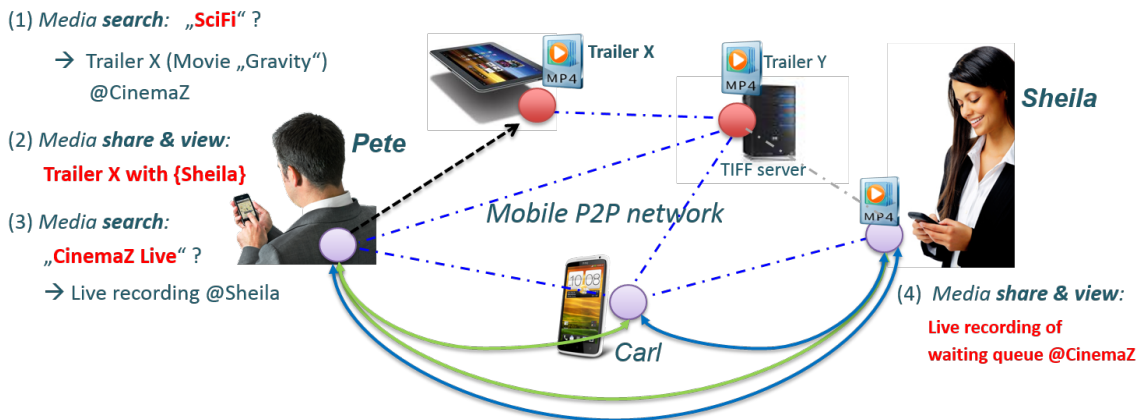 (1) Media search: „SciFi“ ?
→ Trailer X (Movie „Gravity“)
@CinemaZ
(2) Media share & view:
Trailer X with {Sheila}
(3) Media search:
„CinemaZ Live“ ?
→ Live recording @Sheila
Pete
Trailer X
MP4
Trailer Y
MP4
TIFF server
Sheila
MP4
Mobile P2P network
10:08
Carl
(4) Media share & view:
Live recording of
waiting queue @CinemaZ